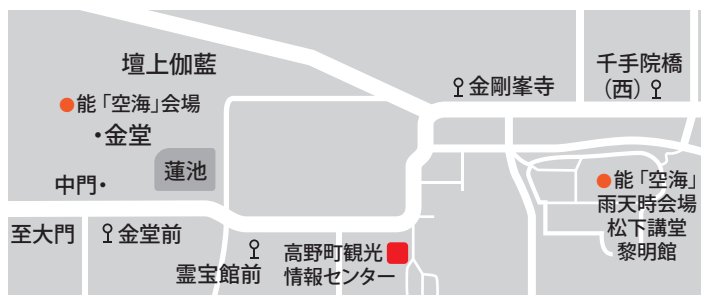 壇上伽藍
能「空海」会場
・金堂
蓮池
中門・
至大門
金堂前
霊宝館前
高野町観光
情報センター
金剛峯寺
千手院橋
(西)
能「空海」
雨天時会場
松下講堂
黎明館